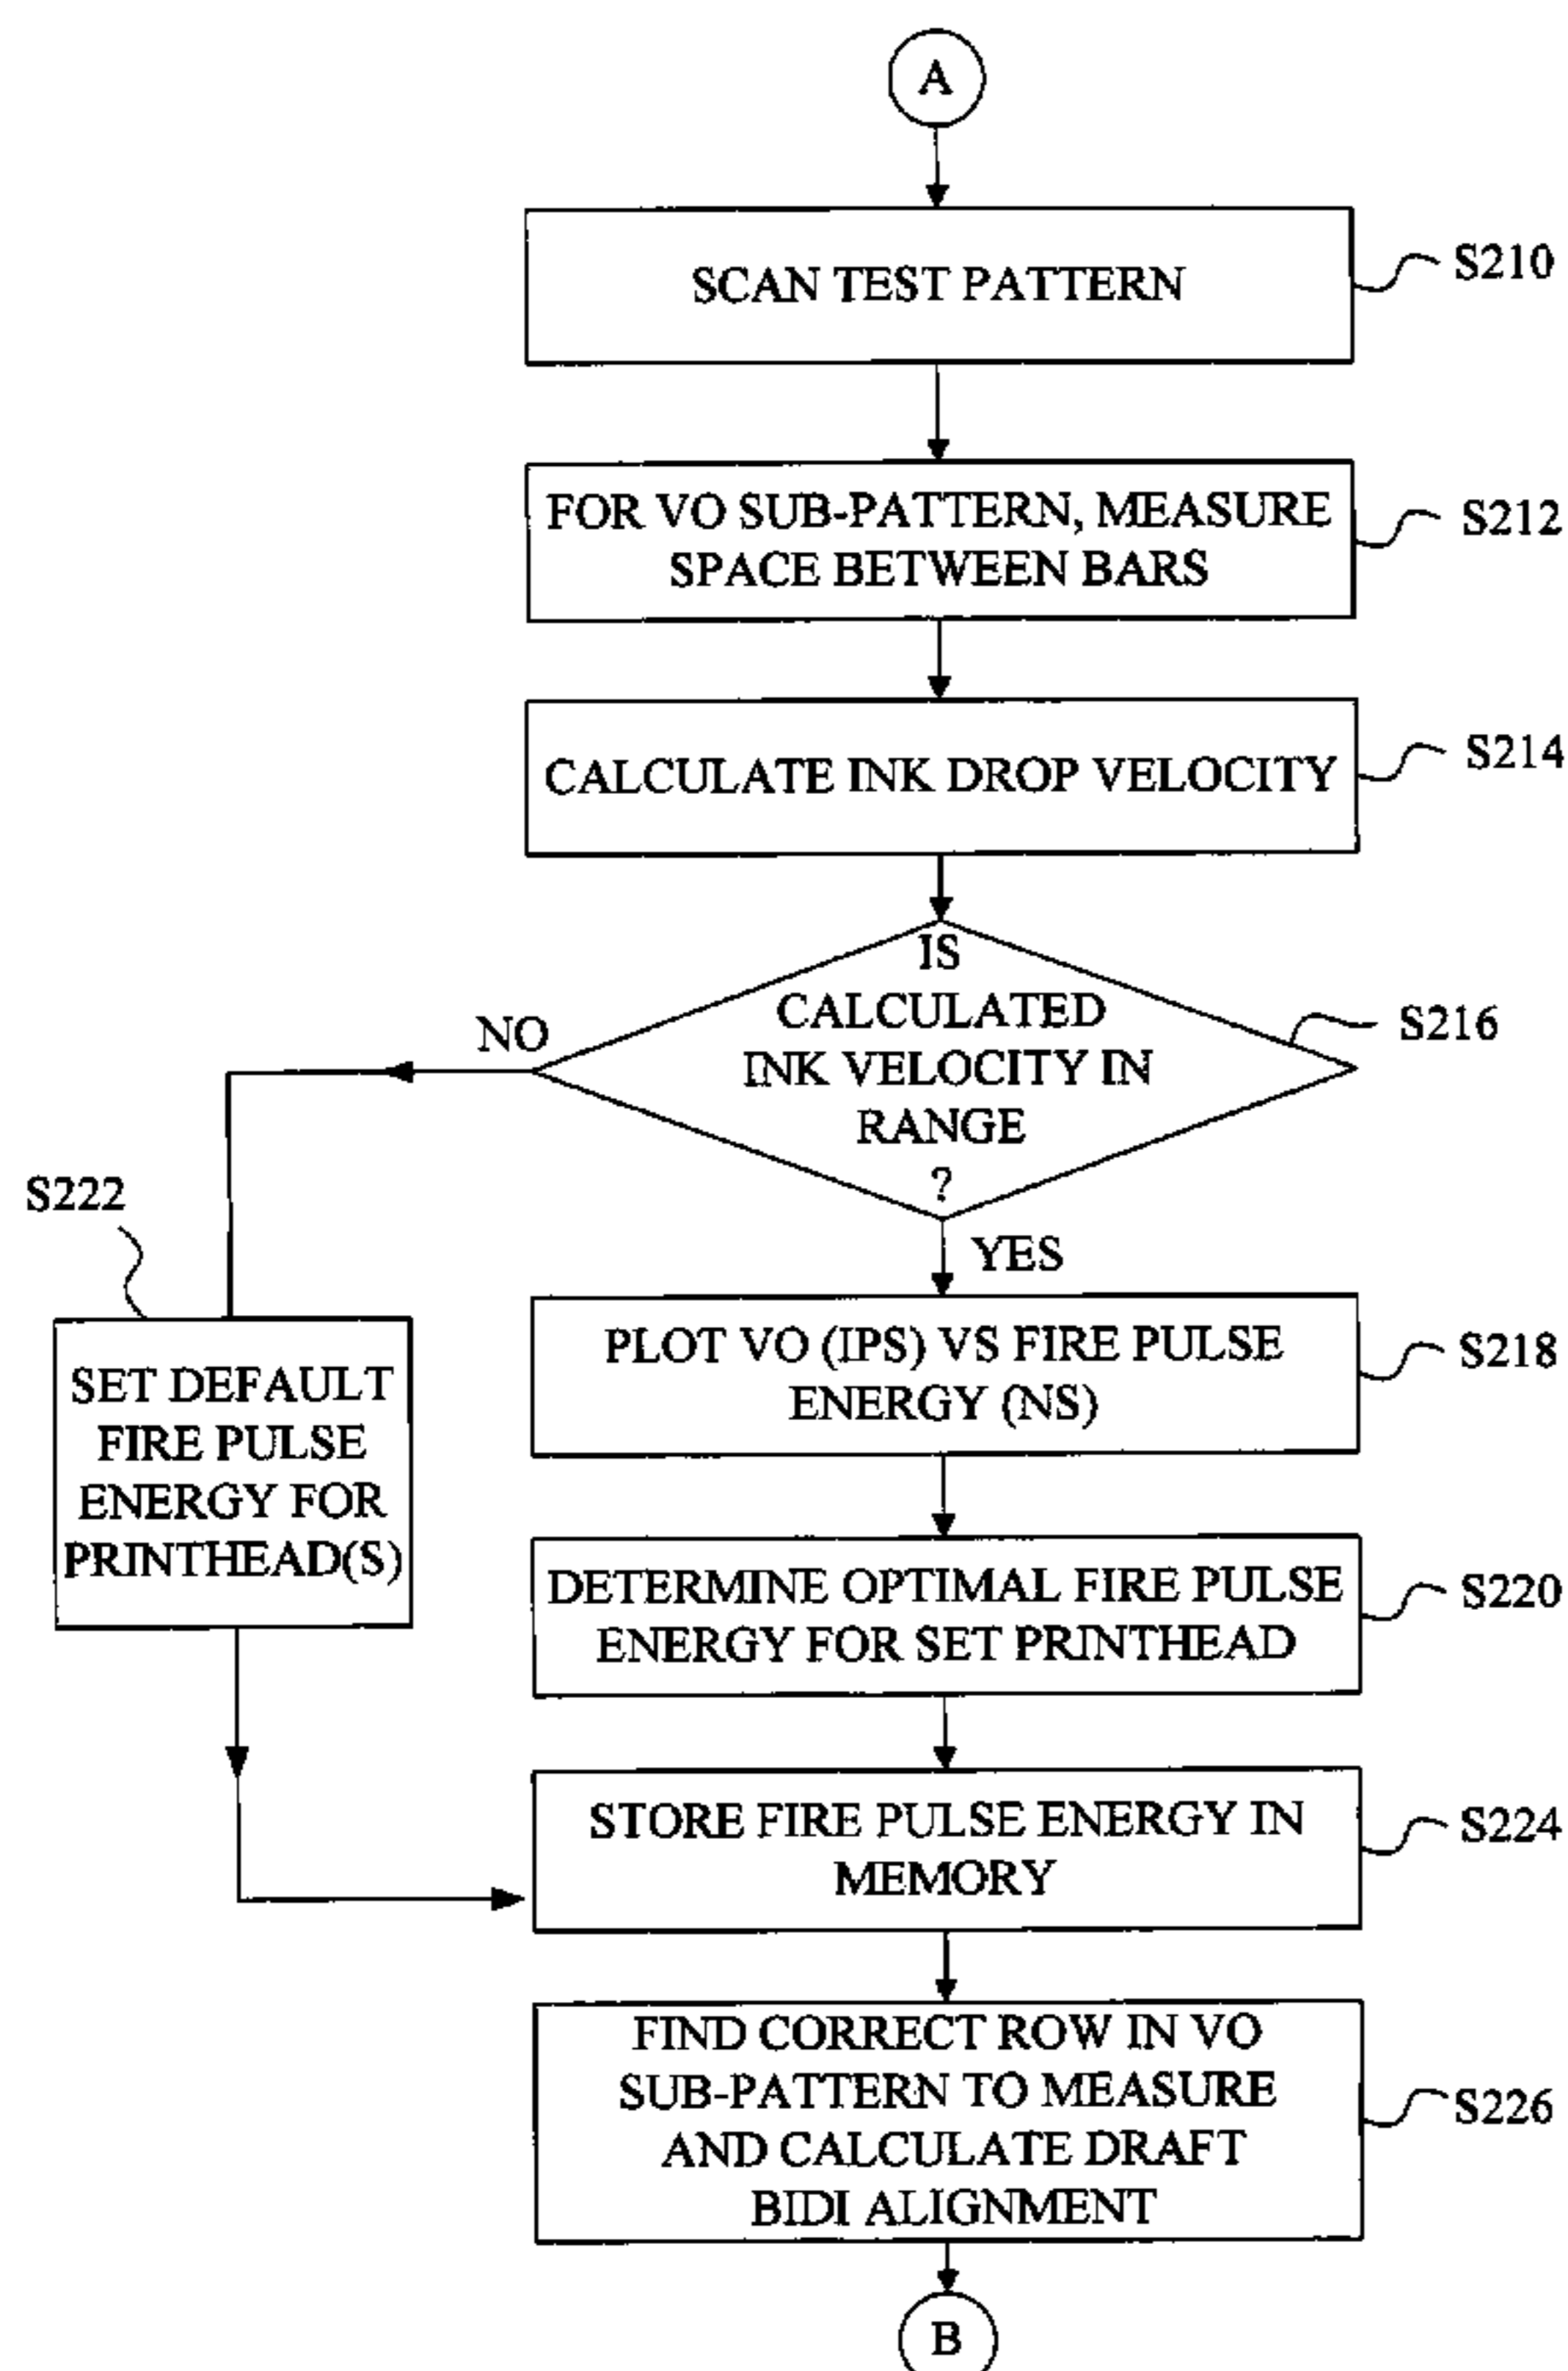 A
SCAN TEST PATTERN
S210
FOR VO SUB-PATTERN, MEASURE
SPACE BETWEEN BARS
S212
CALCULATE INK DROP VELOCITY
S214
IS
CALCULATED
INK VELOCITY IN
RANGE
?
S216
NO
YES
S222
SET DEFAULT
FIRE PULSE
ENERGY FOR
PRINTHEAD(S)
PLOT VO (IPS) VS FIRE PULSE
ENERGY (NS)
S218
DETERMINE OPTIMAL FIRE PULSE
ENERGY FOR SET PRINTHEAD
S220
STORE FIRE PULSE ENERGY IN
MEMORY
S224
FIND CORRECT ROW IN VO
SUB-PATTERN TO MEASURE
AND CALCULATE DRAFT
BIDI ALIGNMENT
S226
B